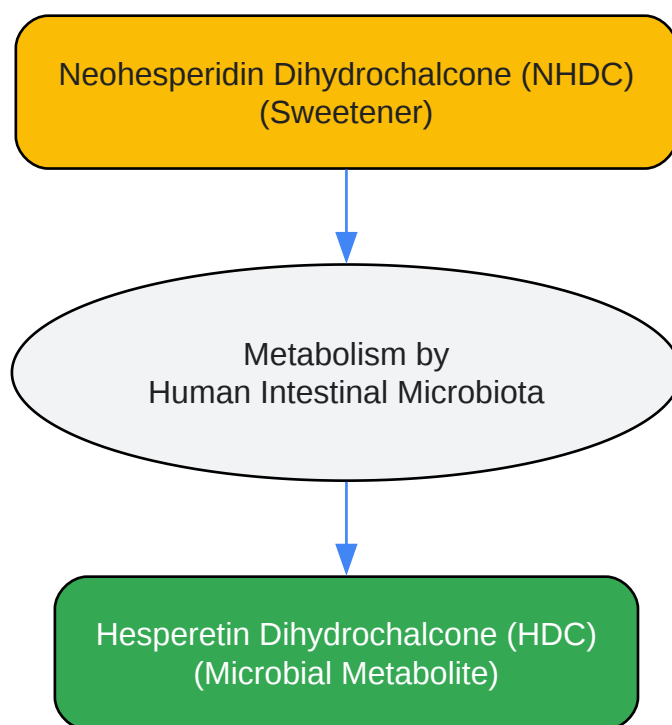 Neohesperidin Dihydrochalcone (NHDC)
(Sweetener)
Metabolism by
Human Intestinal Microbiota
Hesperetin Dihydrochalcone (HDC)
(Microbial Metabolite)